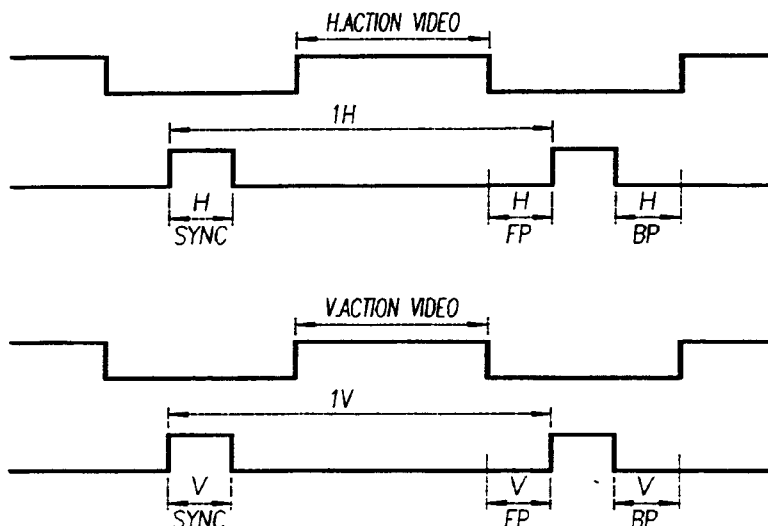 H.ACTION VIDEO
1H
H H H
SYNC FP BP
V.ACTION VIDEO
1V
V V V
SYNC FP BP